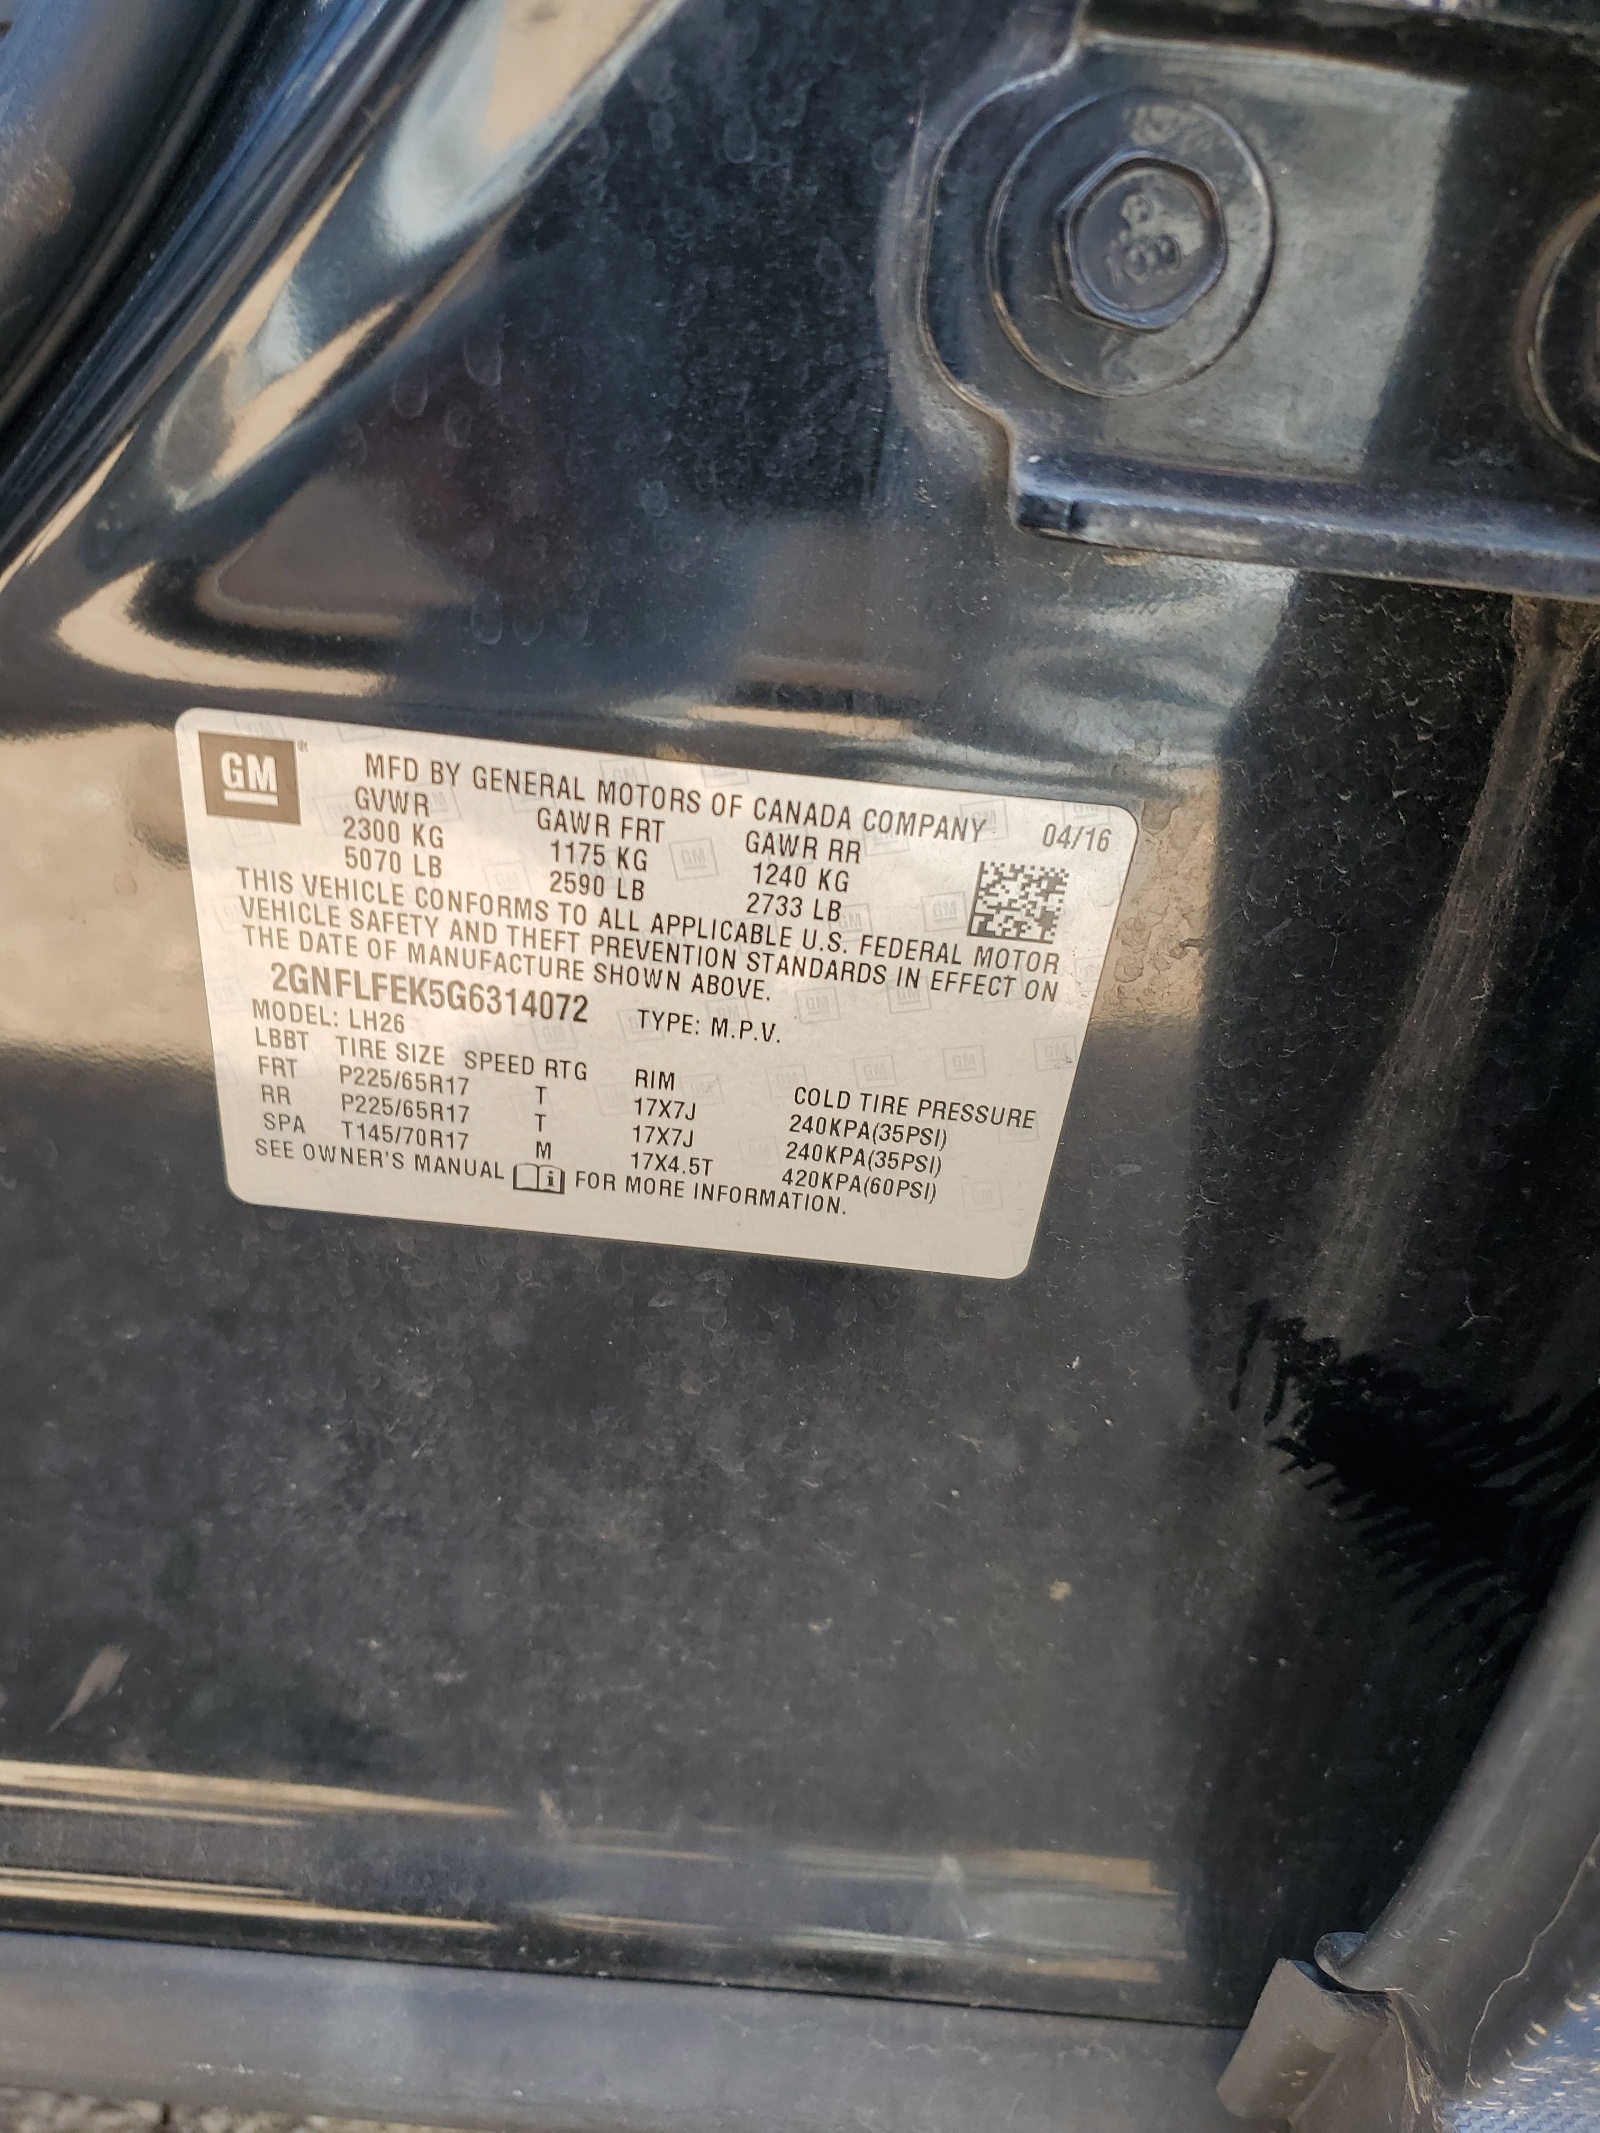 8
10.9
GM
MFD BY GENERAL MOTORS OF CANADA COMPANY 04/16
GVWR GAWR FRT GAWR RR
2300 KG 1175 KG 1240 KG
5070 LB 2590 LB 2733 LB
THIS VEHICLE CONFORMS TO ALL APPLICABLE U.S. FEDERAL MOTOR
VEHICLE SAFETY AND THEFT PREVENTION STANDARDS IN EFFECT ON
THE DATE OF MANUFACTURE SHOWN ABOVE.
2GNFLFEK5G6314072 TYPE: M.P.V.
MODEL: LH26
LBBT TIRE SIZE SPEED RTG RIM COLD TIRE PRESSURE
FRT P225/65R17 T 17X7J 240KPA(35PSI)
RR P225/65R17 T 17X7J 240KPA(35PSI)
SPA T145/70R17 M 17X4.5T 420KPA(60PSI)
SEE OWNER'S MANUAL i FOR MORE INFORMATION.